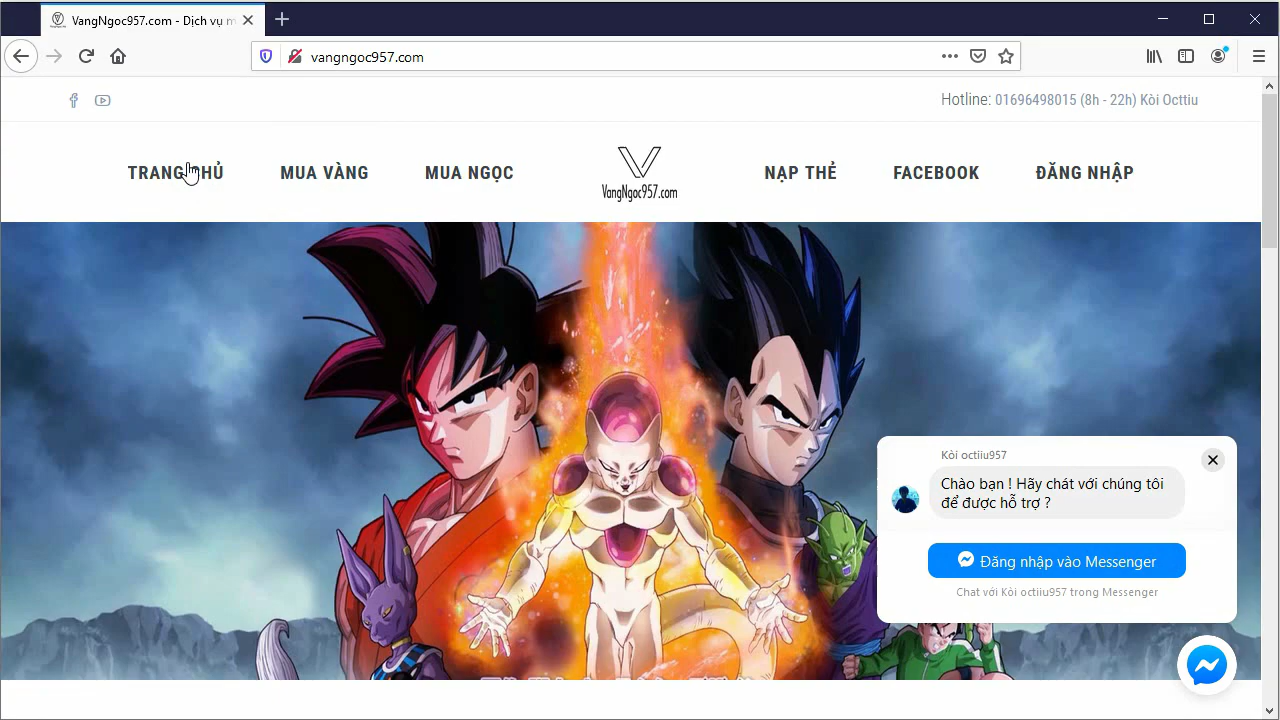 VangNgoc957.com - Dịch vụ m
vangngoc957.com
Hotline: 01696498015 (8h - 22h) Kòi Octtiu
TRANG CHỦ
MUA VÀNG
MUA NGỌC
VangNgoc957.com
NẠP THẺ
FACEBOOK
ĐĂNG NHẬP
Kòi octiiu957
Chào bạn ! Hãy chát với chúng tôi
để được hỗ trợ ?
Đăng nhập vào Messenger
Chat với Kòi octiiu957 trong Messenger